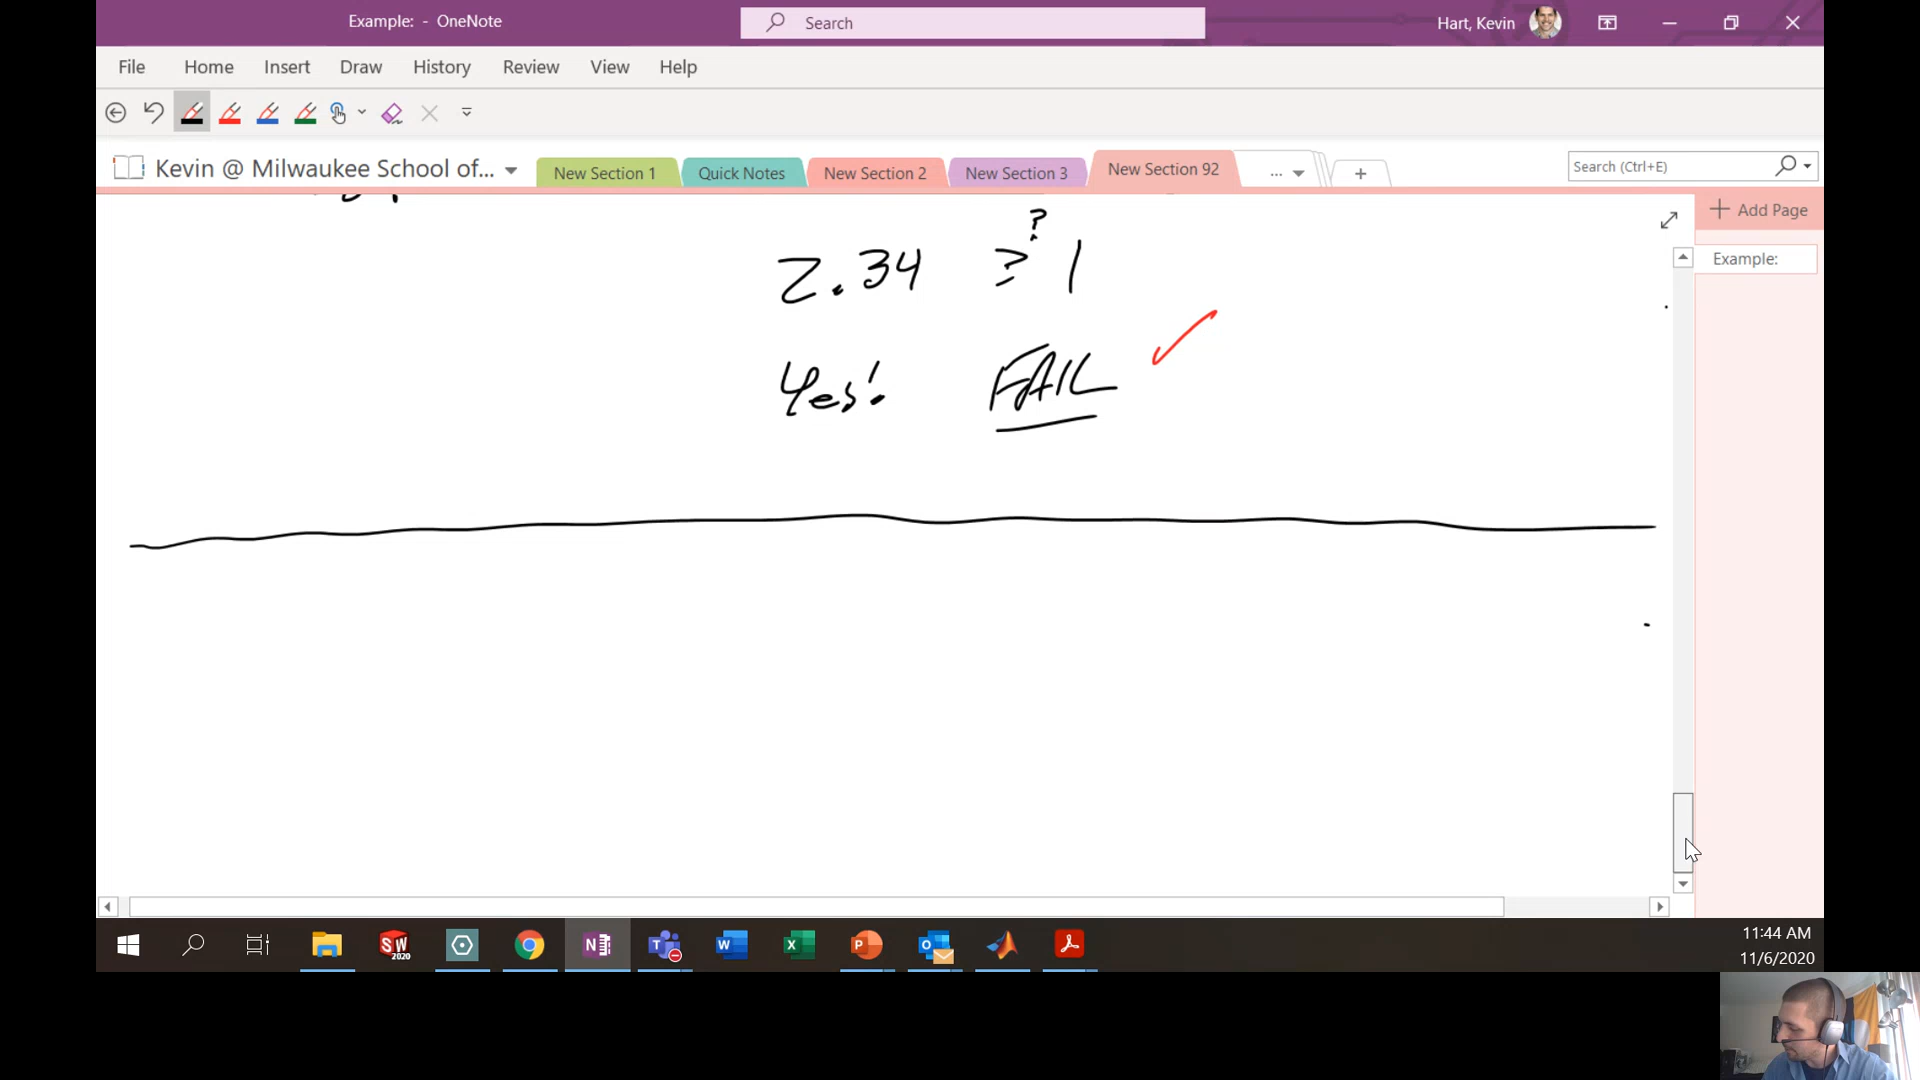 Example: - OneNote
Search
Hart, Kevin
File Home Insert Draw History Review View Help
Kevin @ Milwaukee School of...
New Section 1
Quick Notes
New Section 2
New Section 3
New Section 92
...
Search (Ctrl+E)
Add Page
Example:
?
2.34 ? 1
Yes! FAIL
SW
2020
N
T
W
X
P
O
11:44 AM
11/6/2020